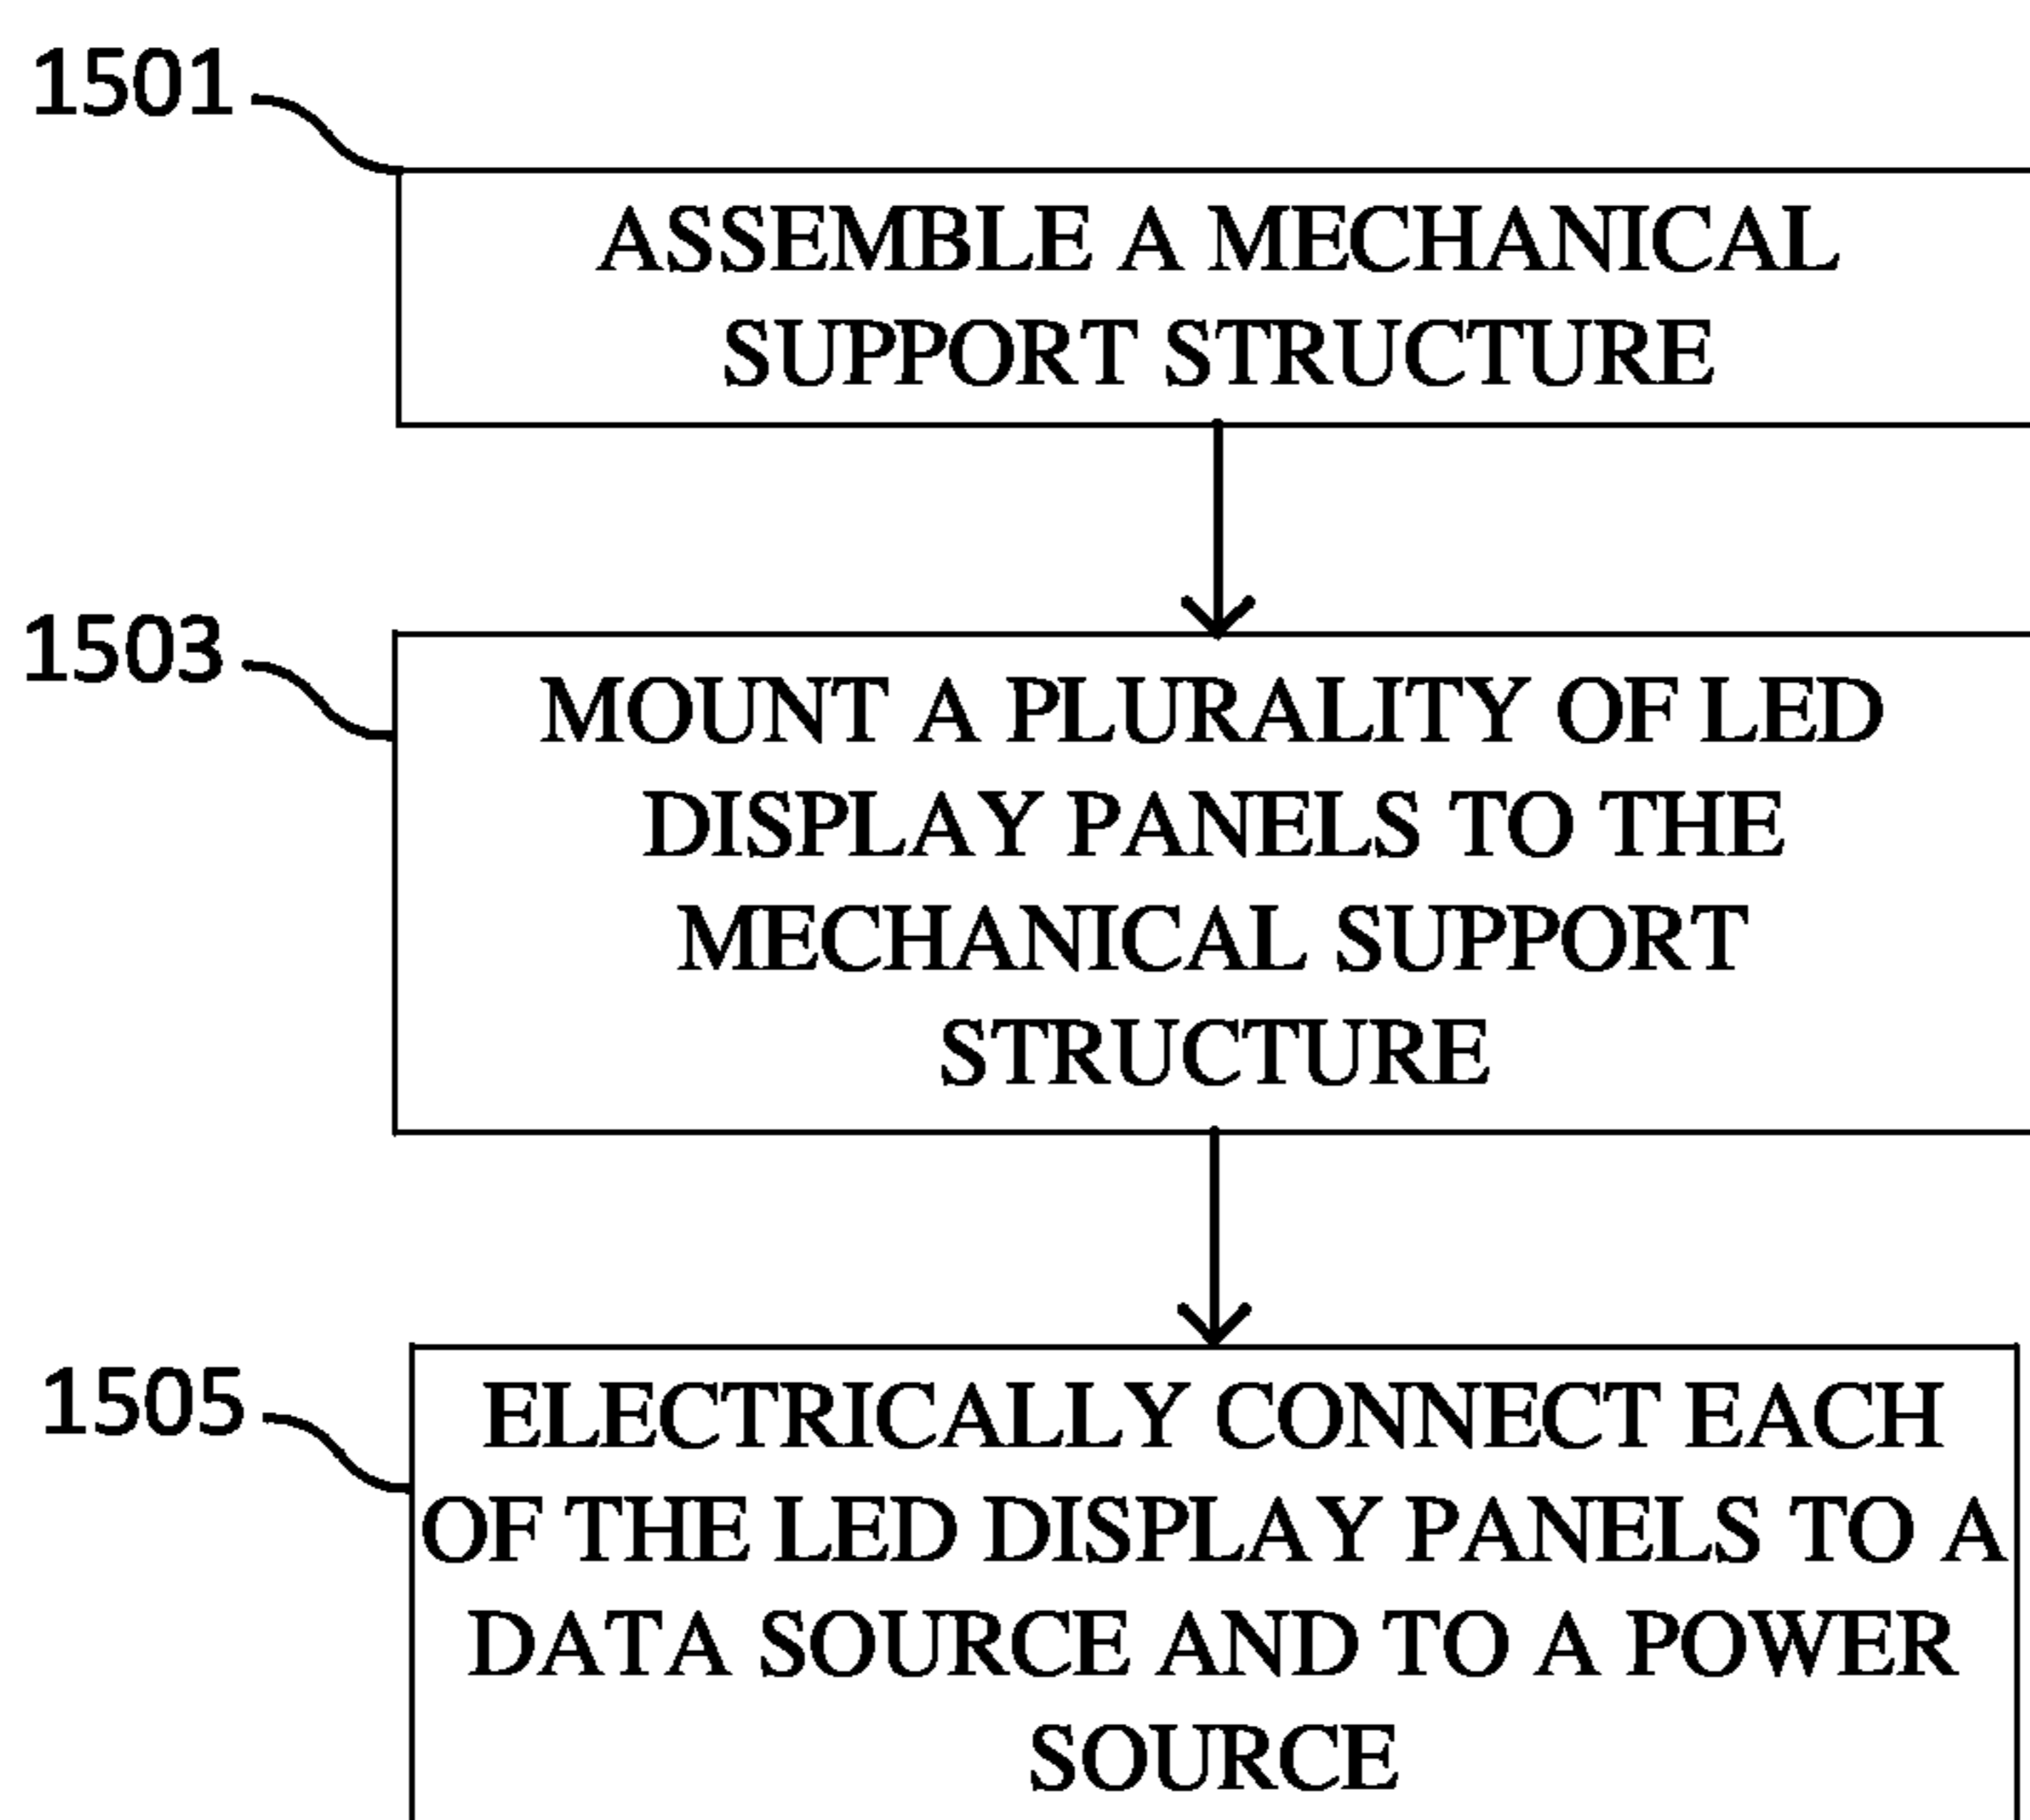 1501
ASSEMBLE A MECHANICAL
SUPPORT STRUCTURE
1503
MOUNT A PLURALITY OF LED
DISPLAY PANELS TO THE
MECHANICAL SUPPORT
STRUCTURE
1505
ELECTRICALLY CONNECT EACH
OF THE LED DISPLAY PANELS TO A
DATA SOURCE AND TO A POWER
SOURCE